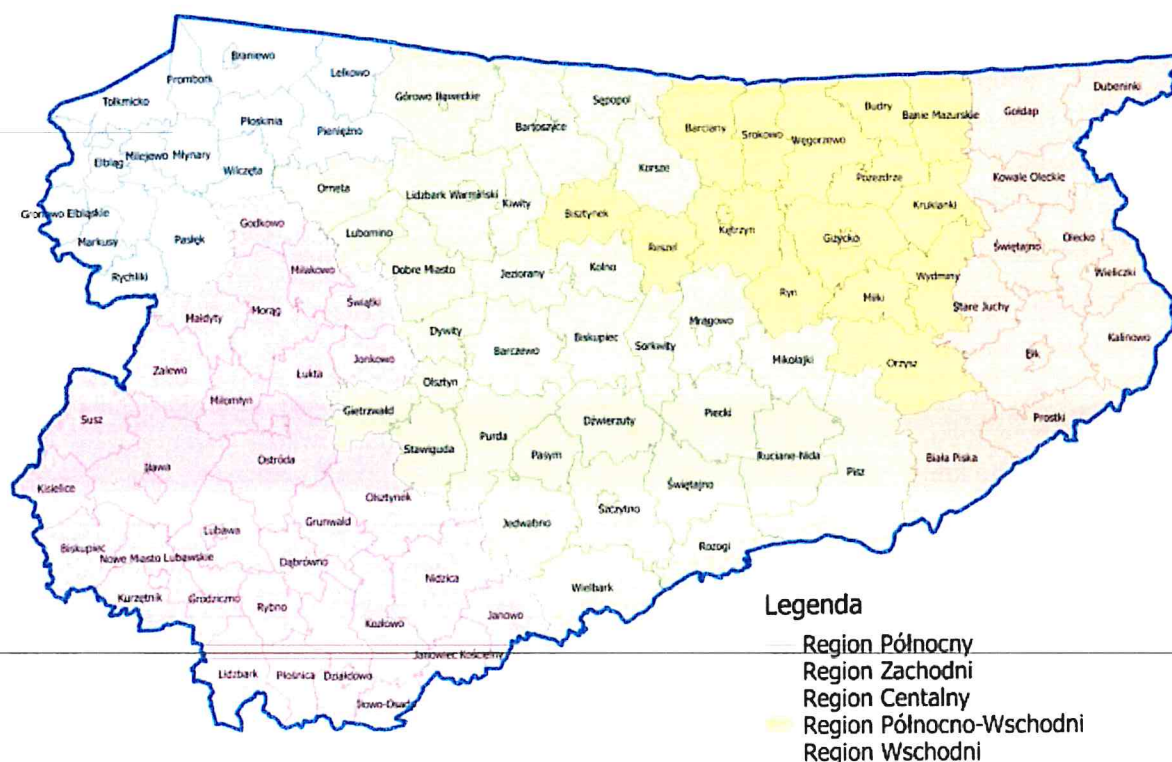 Braniewo
Lelkowo
Frombork
Dubeninki
Tolkmicko
Górowo Iławeckie
Sępopol
Budry
Banie Mazurskie
Gołdap
Płoskinia
Pieniężno
Bartoszyce
Barciany
Srokowo
Węgorzewo
Elbląg
Milejewo
Młynary
Wilczęta
Korsze
Pozezdrze
Kowale Oleckie
Orneta
Lidzbark Warmiński
Kiwity
Kruklanki
Gronowo Elbląskie
Godkowo
Bisztynek
Markusy
Pasłęk
Lubomino
Reszel
Kętrzyn
Giżycko
Świętajno
Olecko
Rychliki
Miłakowo
Dobre Miasto
Jeziorany
Kolno
Wydminy
Wieliczki
Małdyty
Morąg
Świątki
Ryn
Miłki
Stare Juchy
Dywity
Barczewo
Biskupiec
Sorkwity
Mrągowo
Kalinowo
Zalewo
Łukta
Jonkowo
Mikołajki
Orzysz
Ełk
Olsztyn
Susz
Miłomłyn
Gietrzwałd
Dźwierzuty
Piecki
Prostki
Iława
Ostróda
Stawiguda
Purda
Pasym
Ruciane-Nida
Pisz
Biała Piska
Kisielice
Olsztynek
Świętajno
Lubawa
Grunwald
Jedwabno
Szczytno
Biskupiec
Nowe Miasto Lubawskie
Dąbrówno
Rozogi
Kurzętnik
Grodziczno
Rybno
Nidzica
Wielbark
Kozłowo
Janowo
Janowiec Kościelny
Lidzbark
Płośnica
Działdowo
Iłowo-Osada
Legenda
Region Północny
Region Zachodni
Region Centalny
Region Północno-Wschodni
Region Wschodni